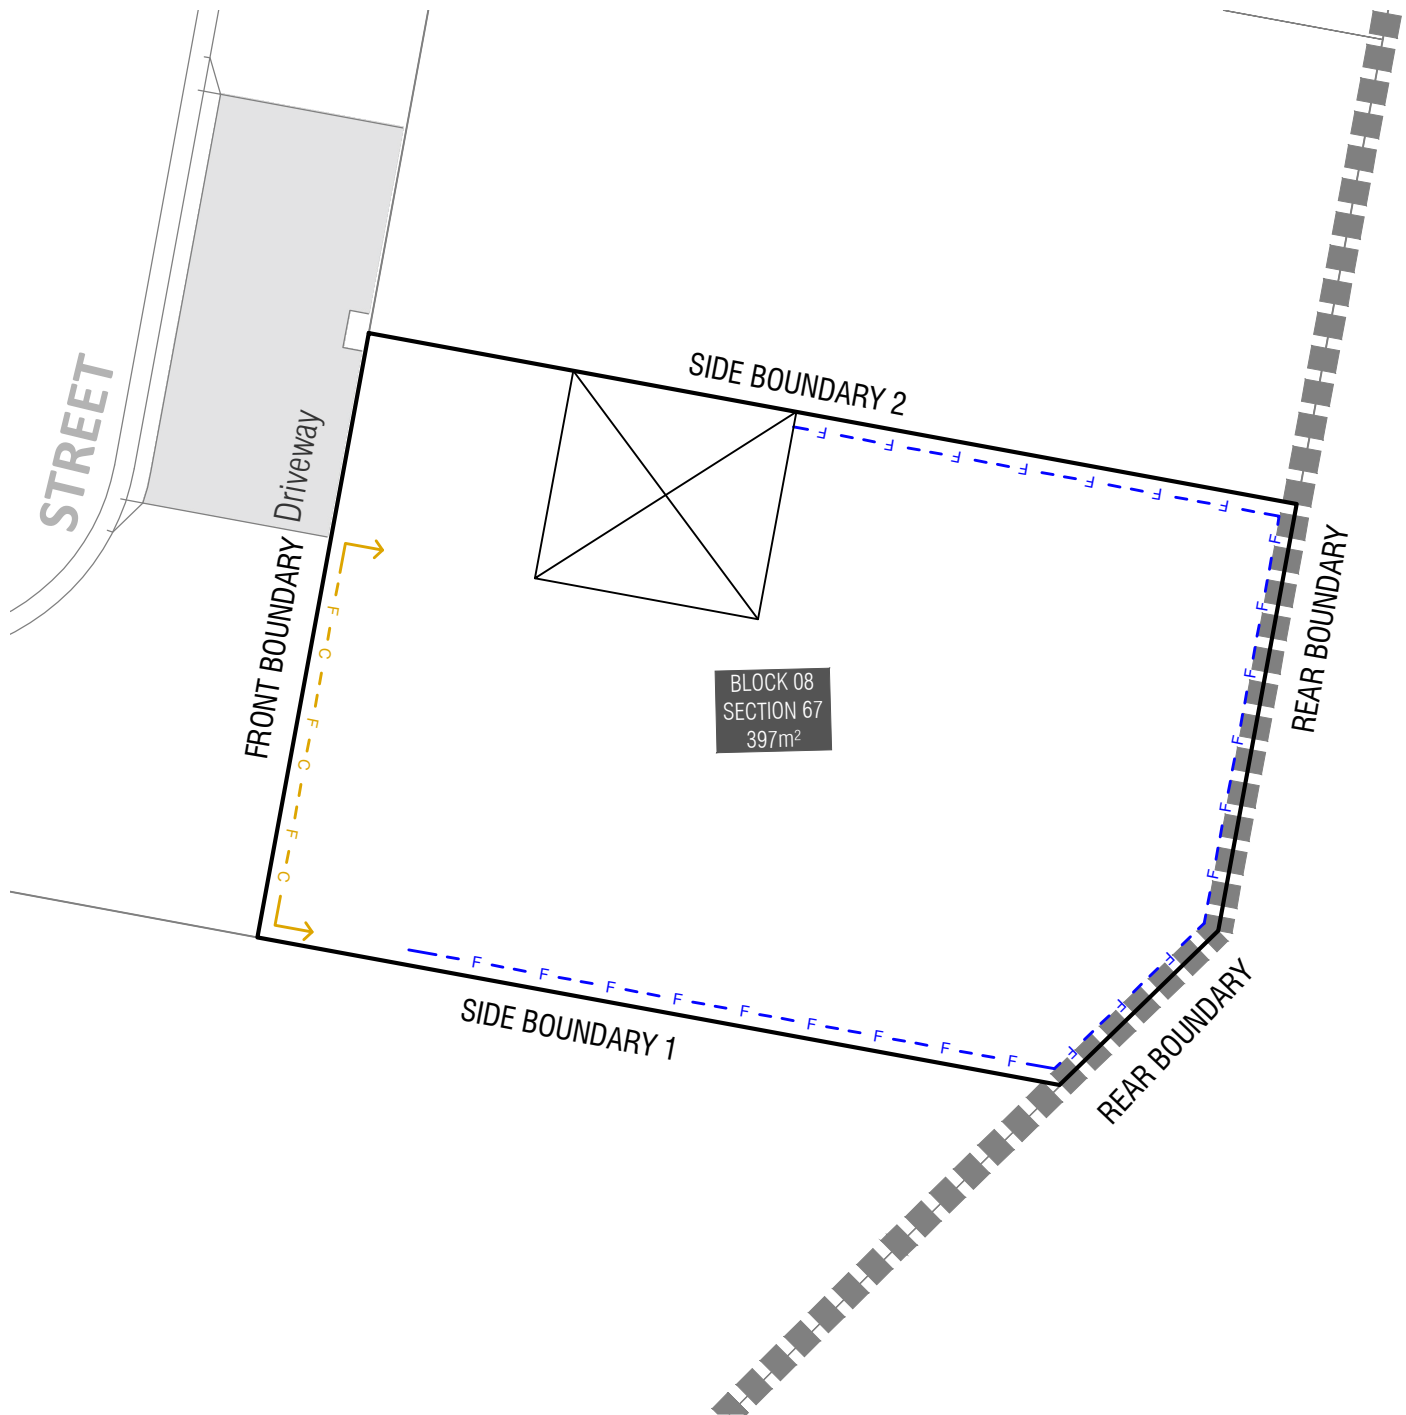 STREET
Driveway
SIDE BOUNDARY 2
FRONT BOUNDARY
F F F F F F F
F C F C F C
BLOCK 08
SECTION 67
397m²
REAR BOUNDARY
F F F F F F
F F F
REAR BOUNDARY
F F F F F F F F F
SIDE BOUNDARY 1